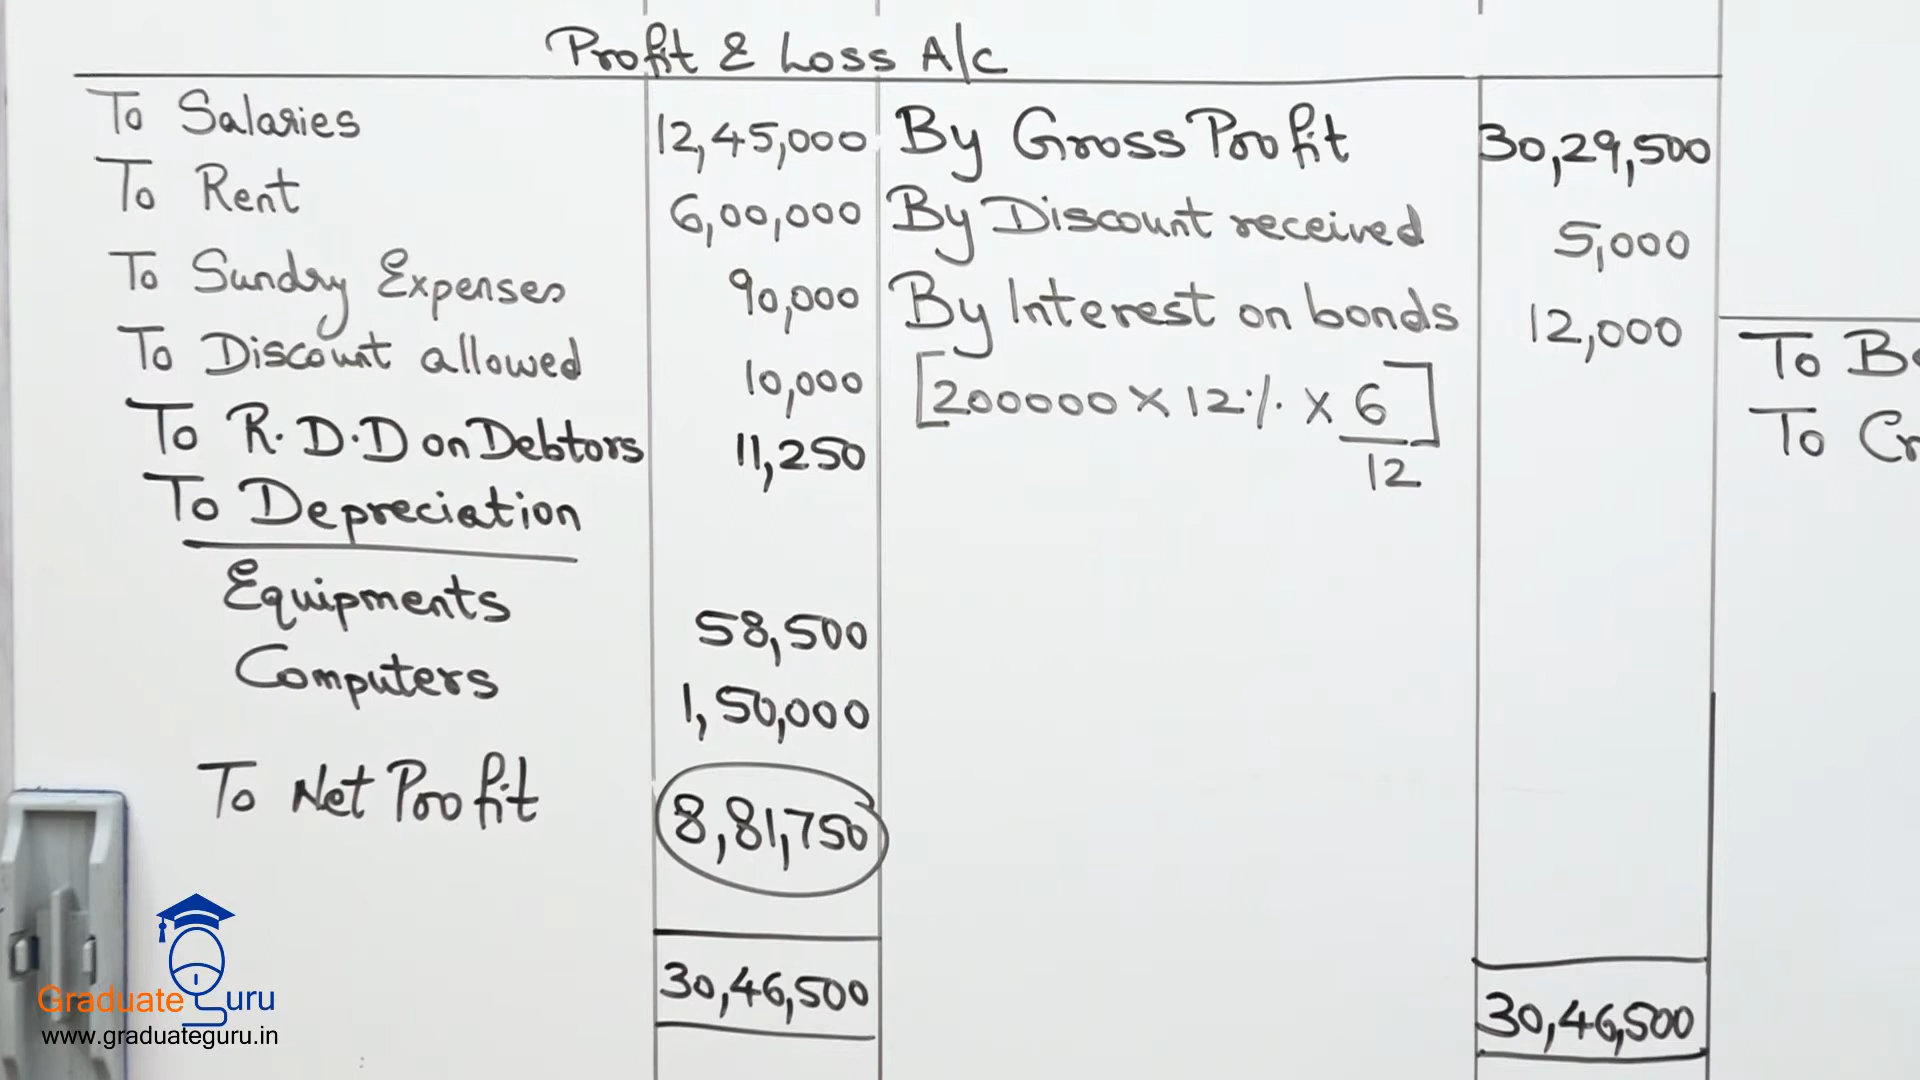 Profit & Loss A/c
To Salaries 12,45,000 By Gross Profit 30,29,500
To Rent 6,00,000 By Discount received 5,000
To Sundry Expenses 90,000 By Interest on bonds 12,000
To Discount allowed 10,000 [200000 x 12% x 6/12]
To R.D.D on Debtors 11,250
To Depreciation
Equipments 58,500
Computers 1,50,000
To Net Profit 8,81,750
30,46,500 30,46,500
To
To
Graduate Guru
www.graduateguru.in